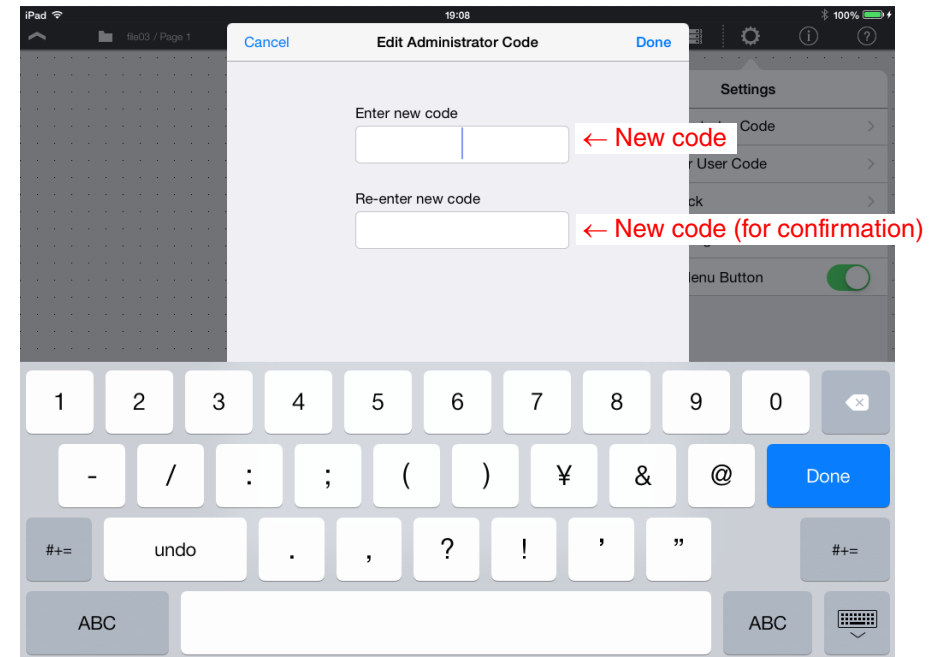 iPad 19:08 100%
file03 / Page 1
Cancel Edit Administrator Code Done
Settings
Enter new code
Code
← New code
User Code
Re-enter new code
ck
← New code (for confirmation)
enu Button
1 2 3 4 5 6 7 8 9 0
- / : ; ( ) ¥ & @ Done
#+= undo . , ? ! ’ ” #+=
ABC ABC